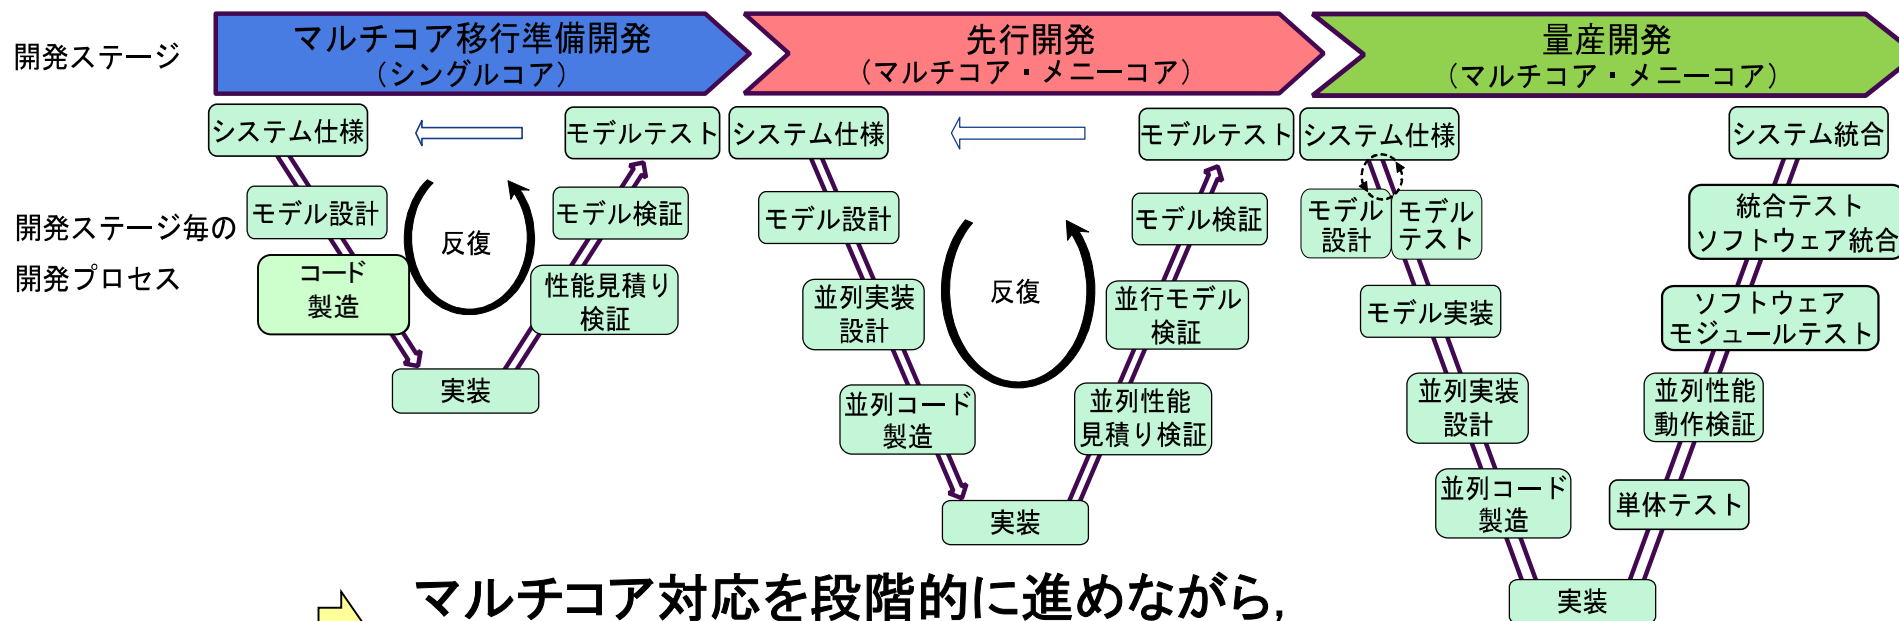 開発ステージ
マルチコア移行準備開発
（シングルコア）
先行開発
（マルチコア・メニーコア）
量産開発
（マルチコア・メニーコア）
開発ステージ毎の
開発プロセス
システム仕様
モデル設計
コード
製造
実装
性能見積り
検証
モデル検証
モデルテスト
反復
システム仕様
モデル設計
並列実装
設計
並列コード
製造
実装
並列性能
見積り検証
並行モデル
検証
モデル検証
モデルテスト
反復
システム仕様
モデル
設計
モデル
テスト
モデル実装
並列実装
設計
並列コード
製造
実装
単体テスト
並列性能
動作検証
ソフトウェア
モジュールテスト
統合テスト
ソフトウェア統合
システム統合
マルチコア対応を段階的に進めながら,